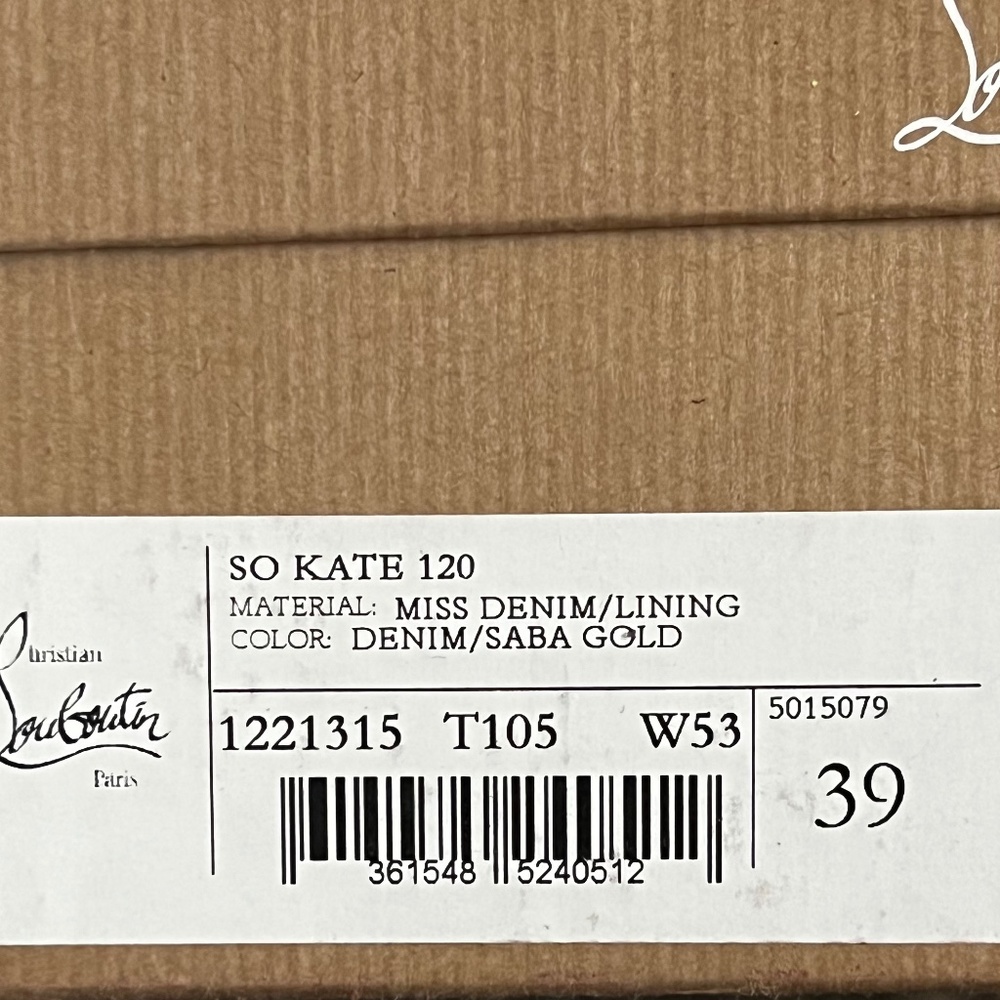 Lo
SO KATE 120
MATERIAL: MISS DENIM/LINING
COLOR: DENIM/SABA GOLD
Christian
Louboutin
Paris
1221315 T105 W53
5015079
39
361548 5240512